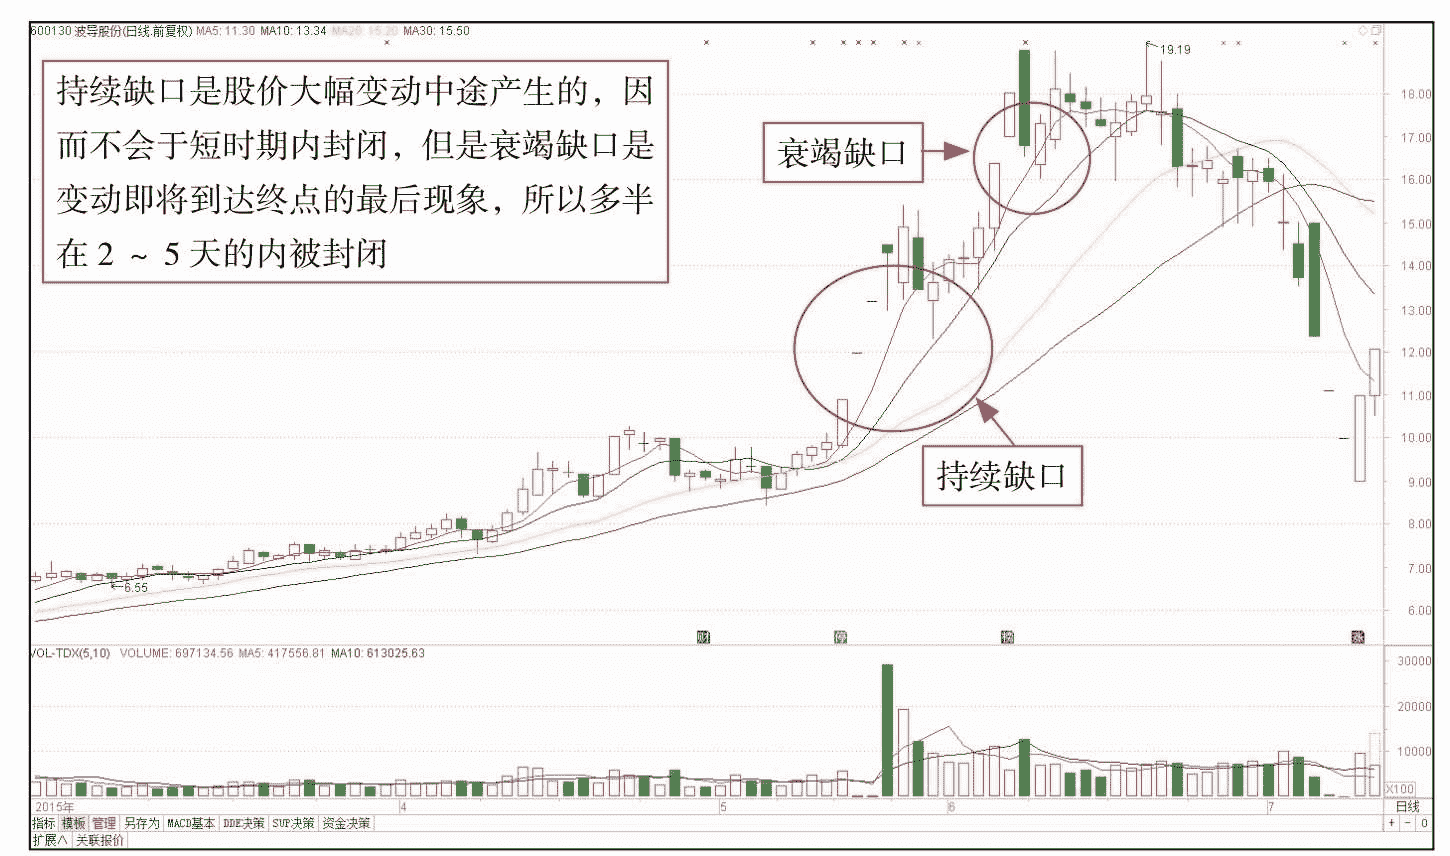 600130 波导股份(日线.前复权) MA5: 11.30 MA10: 13.34 MA20: 15.20 MA30: 15.50
持续缺口是股价大幅变动中途产生的，因
而不会于短时期内封闭，但是衰竭缺口是
变动即将到达终点的最后现象，所以多半
在 2 ~ 5 天的内被封闭
衰竭缺口
持续缺口
19.19
6.55
18.00
17.00
16.00
15.00
14.00
13.00
12.00
11.00
10.00
9.00
8.00
7.00
6.00
财
停
涨
VOL-TDX(5,10) VOLUME: 697134.56 MA5: 417556.81 MA10: 613025.63
30000
20000
10000
X100
2015年 4 5 6 7 日线
指标 模板 管理 另存为 MACD基本 DDE决策 SUP决策 资金决策 + - 0
扩展∧ 关联报价